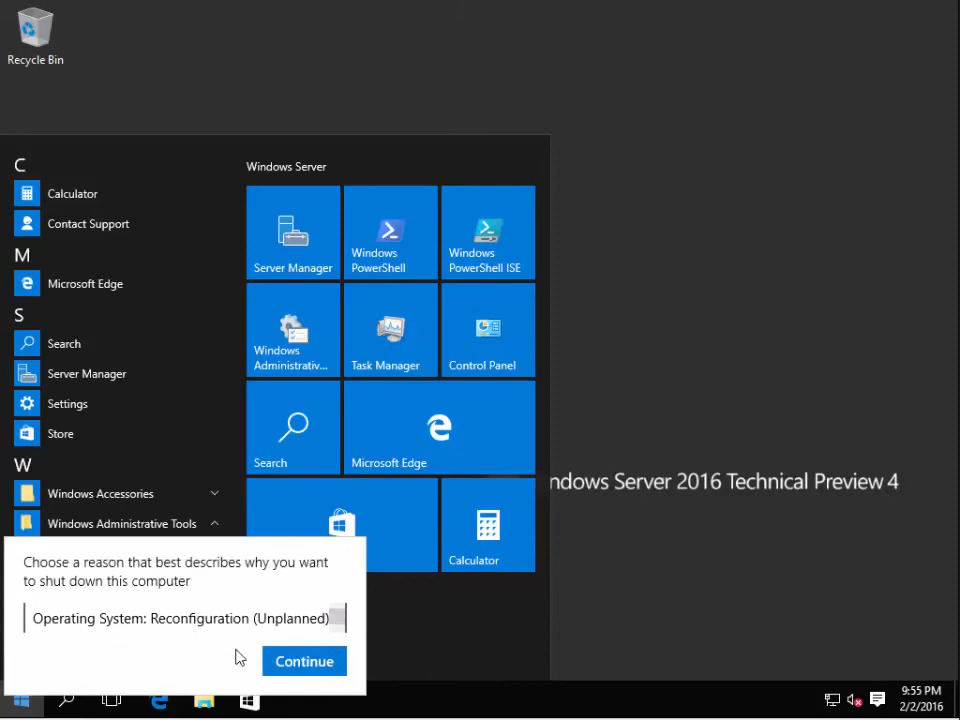 Recycle Bin
C
Calculator
Contact Support
M
Microsoft Edge
S
Search
Server Manager
Settings
Store
W
Windows Accessories
Windows Administrative Tools
Windows Server
Server Manager
Windows
PowerShell
Windows
PowerShell ISE
Windows
Administrativ...
Task Manager
Control Panel
Search
Microsoft Edge
Calculator
ndows Server 2016 Technical Preview 4
Choose a reason that best describes why you want
to shut down this computer
Operating System: Reconfiguration (Unplanned)
Continue
9:55 PM
2/2/2016